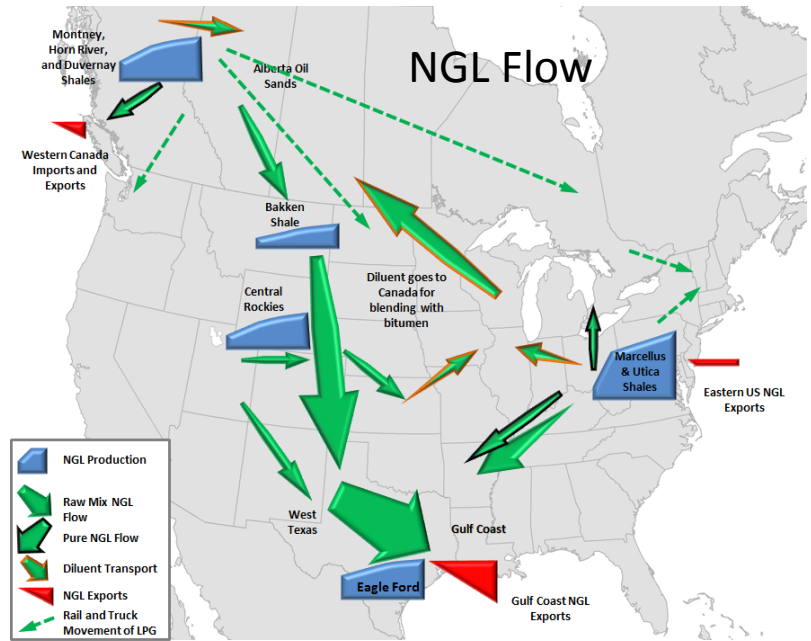 NGL Flow
Montney,
Horn River,
and Duvernay
Shales
Alberta Oil
Sands
Western Canada
Imports and
Exports
Bakken
Shale
Central
Rockies
Diluent goes to
Canada for
blending with
bitumen
Marcellus
& Utica
Shales
Eastern US NGL
Exports
West
Texas
Gulf Coast
Eagle Ford
Gulf Coast NGL
Exports
NGL Production
Raw Mix NGL
Flow
Pure NGL Flow
Diluent Transport
NGL Exports
Rail and Truck
Movement of LPG